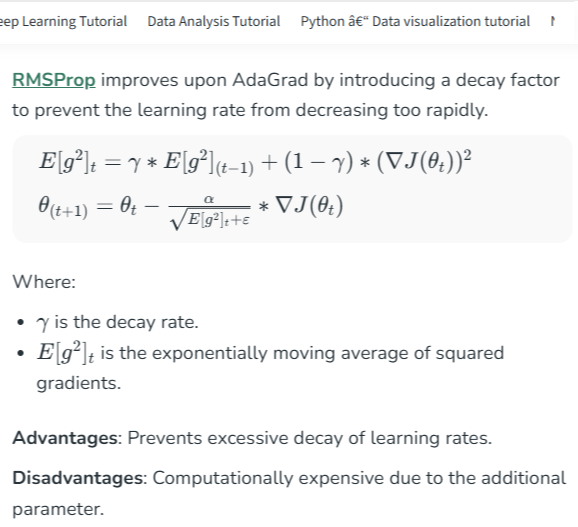 eep Learning Tutorial Data Analysis Tutorial Python â€“ Data visualization tutorial
RMSProp improves upon AdaGrad by introducing a decay factor
to prevent the learning rate from decreasing too rapidly.
E[g²]ₜ = γ * E[g²]₍ₜ₋₁₎ + (1 − γ) * (∇J(θₜ))²
θ₍ₜ₊₁₎ = θₜ − α/√(E[g²]ₜ+ε) * ∇J(θₜ)
Where:
• γ is the decay rate.
• E[g²]ₜ is the exponentially moving average of squared
gradients.
Advantages: Prevents excessive decay of learning rates.
Disadvantages: Computationally expensive due to the additional
parameter.